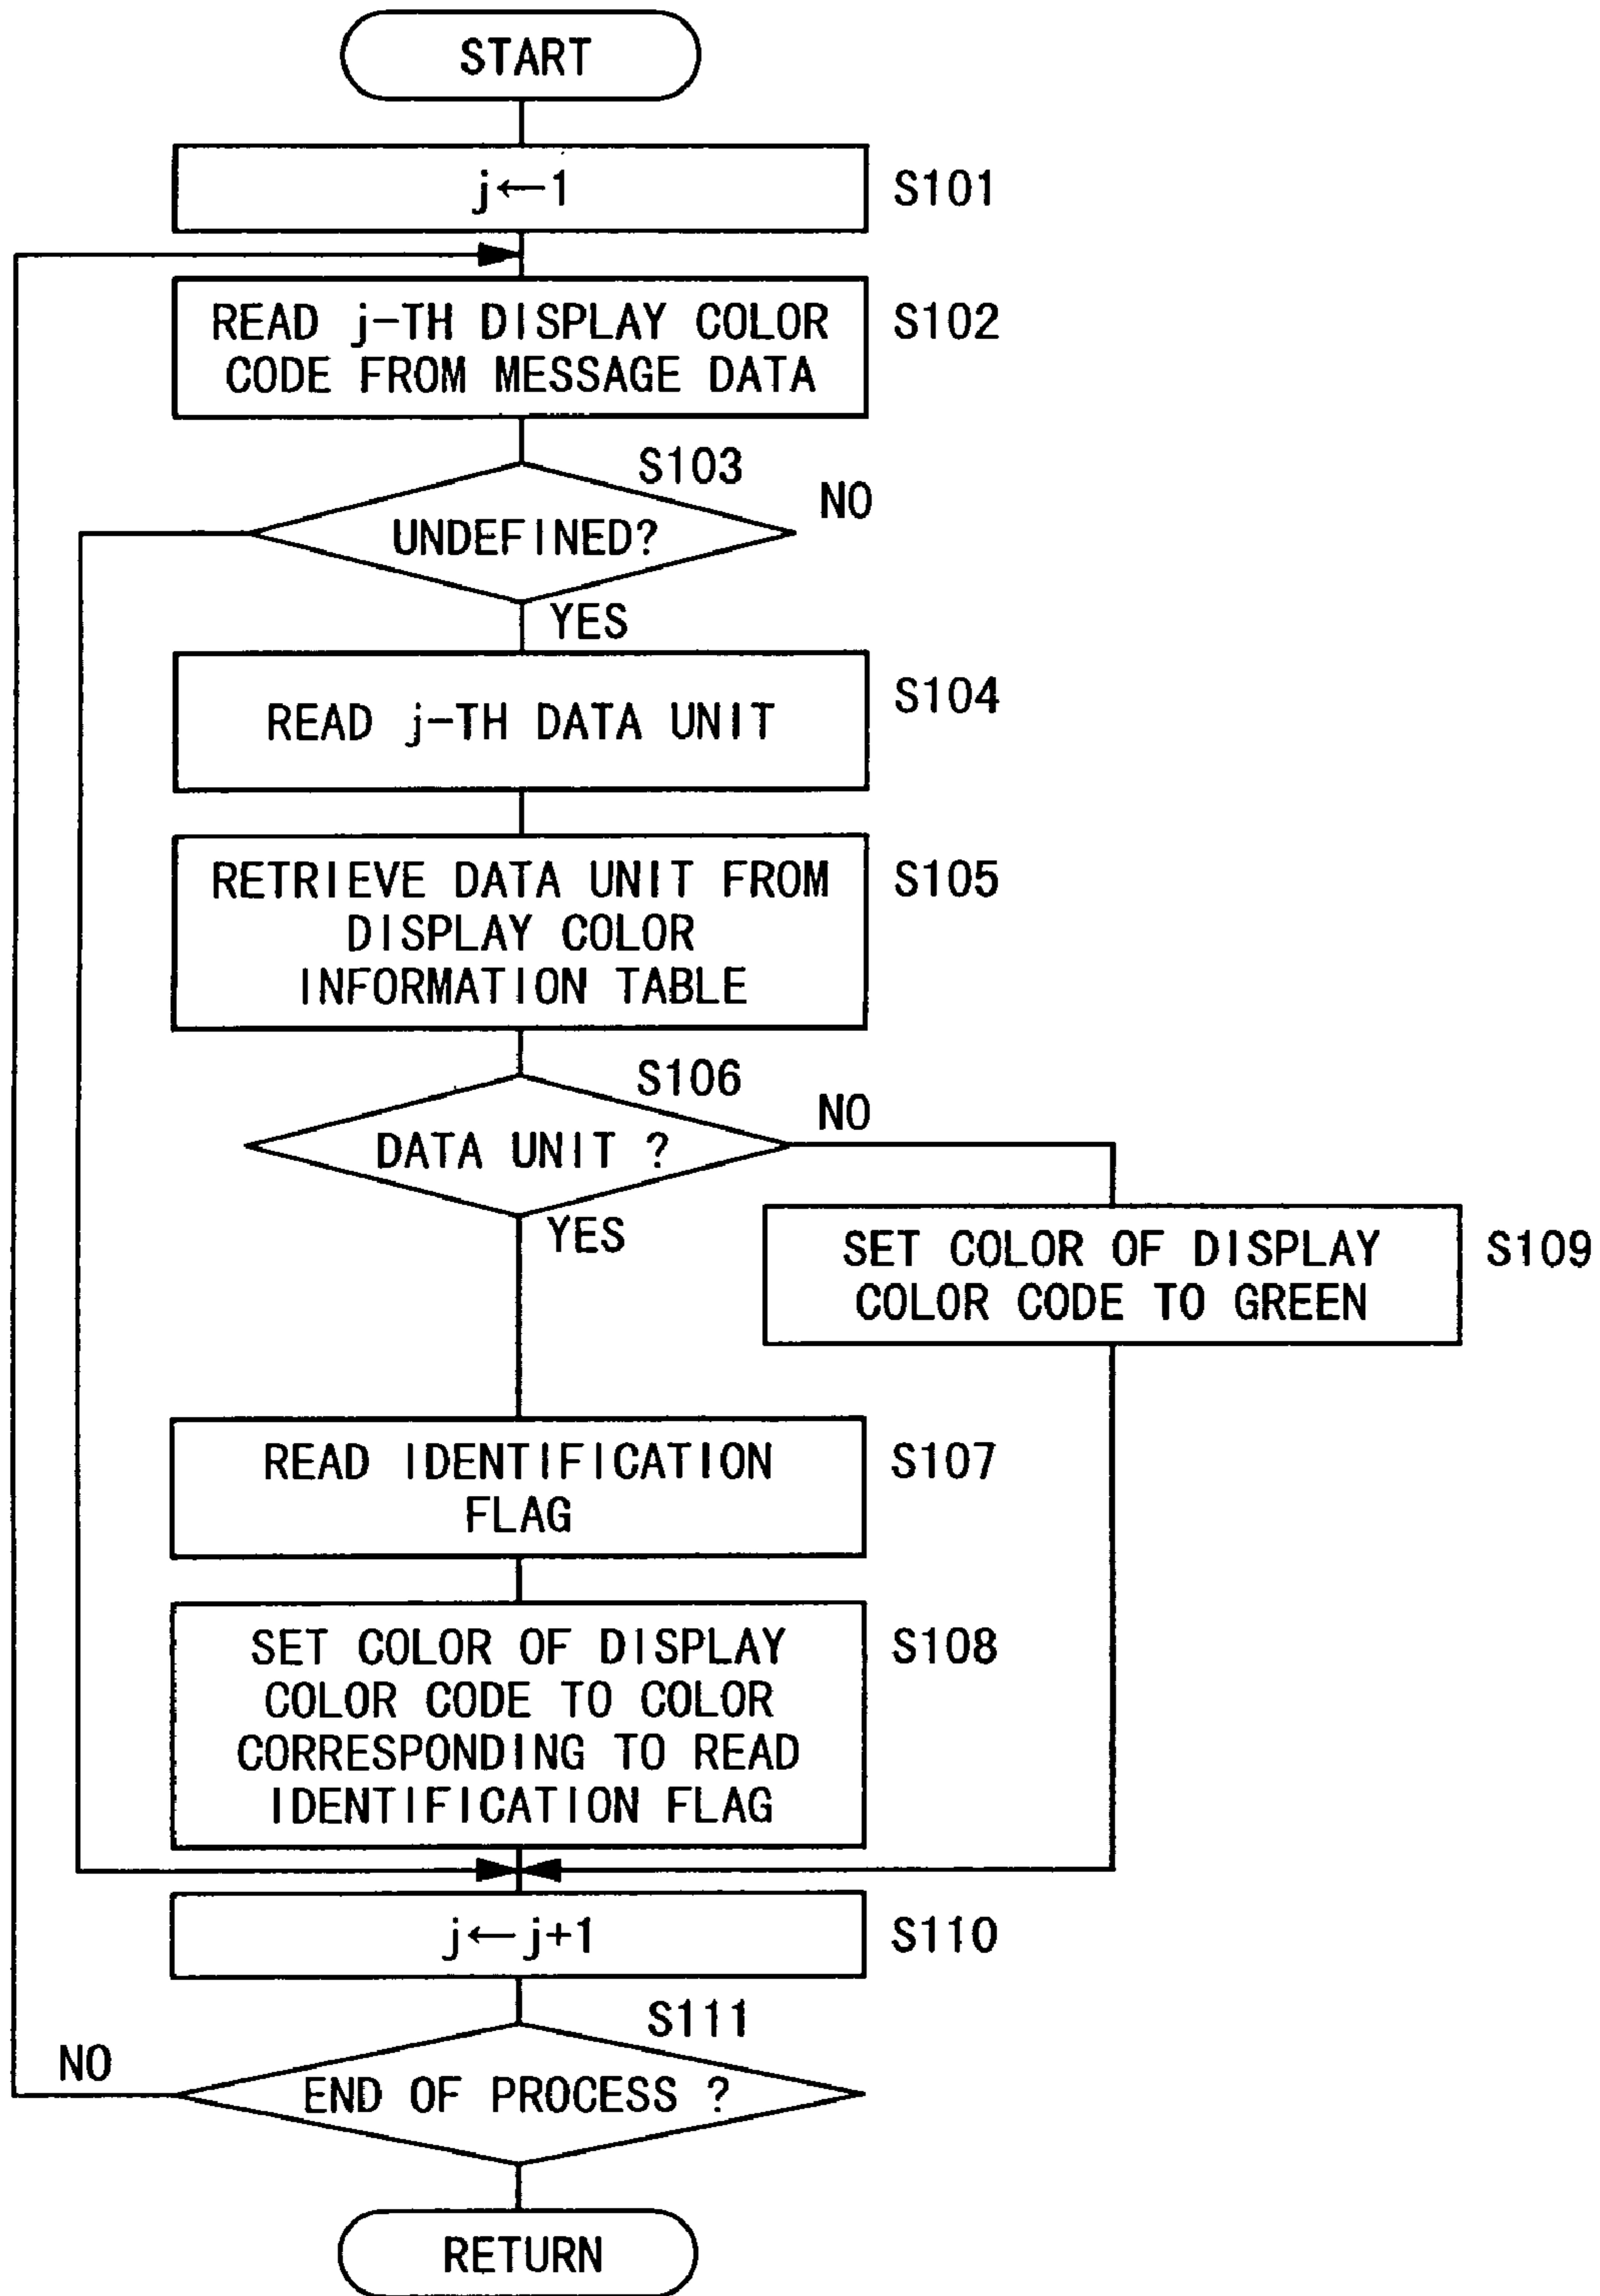 START
j←1 S101
READ j-TH DISPLAY COLOR S102
CODE FROM MESSAGE DATA
S103
NO
UNDEFINED?
YES
S104
READ j-TH DATA UNIT
RETRIEVE DATA UNIT FROM S105
DISPLAY COLOR
INFORMATION TABLE
S106
NO
DATA UNIT ?
YES
SET COLOR OF DISPLAY S109
COLOR CODE TO GREEN
READ IDENTIFICATION S107
FLAG
SET COLOR OF DISPLAY S108
COLOR CODE TO COLOR
CORRESPONDING TO READ
IDENTIFICATION FLAG
j←j+1 S110
S111
NO
END OF PROCESS ?
RETURN